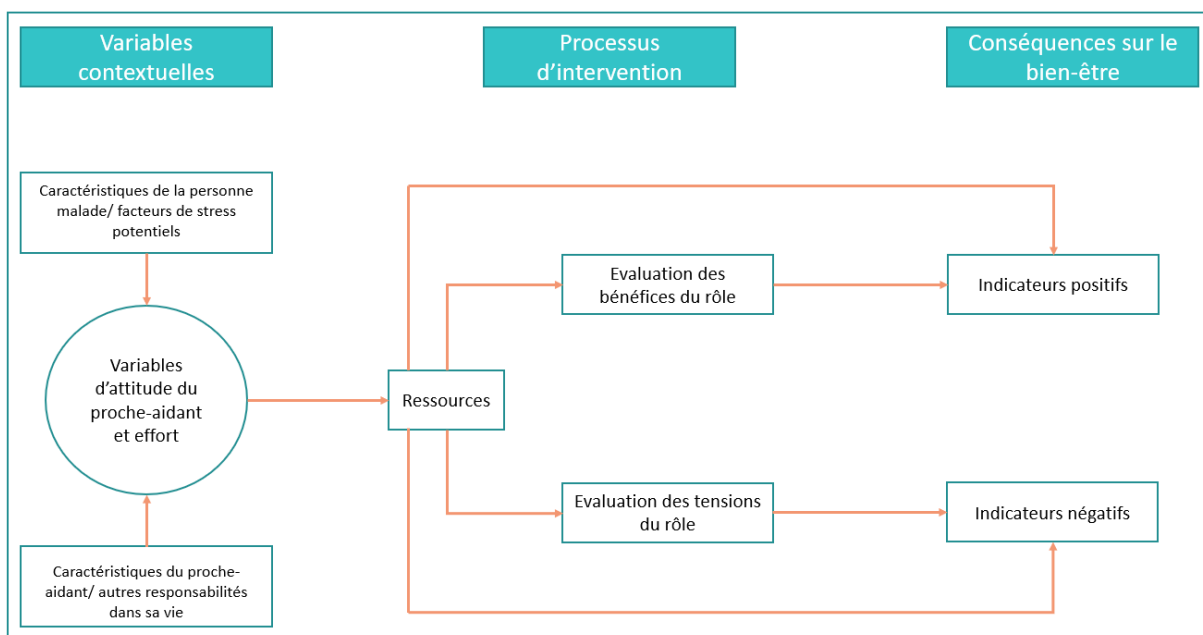 Variables
contextuelles
Processus
d'intervention
Conséquences sur le
bien-être
Caractéristiques de la personne
malade/ facteurs de stress
potentiels
Evaluation des
bénéfices du rôle
Indicateurs positifs
Variables
d'attitude du
proche-aidant
et effort
Ressources
Evaluation des tensions
du rôle
Indicateurs négatifs
Caractéristiques du proche-
aidant/ autres responsabilités
dans sa vie